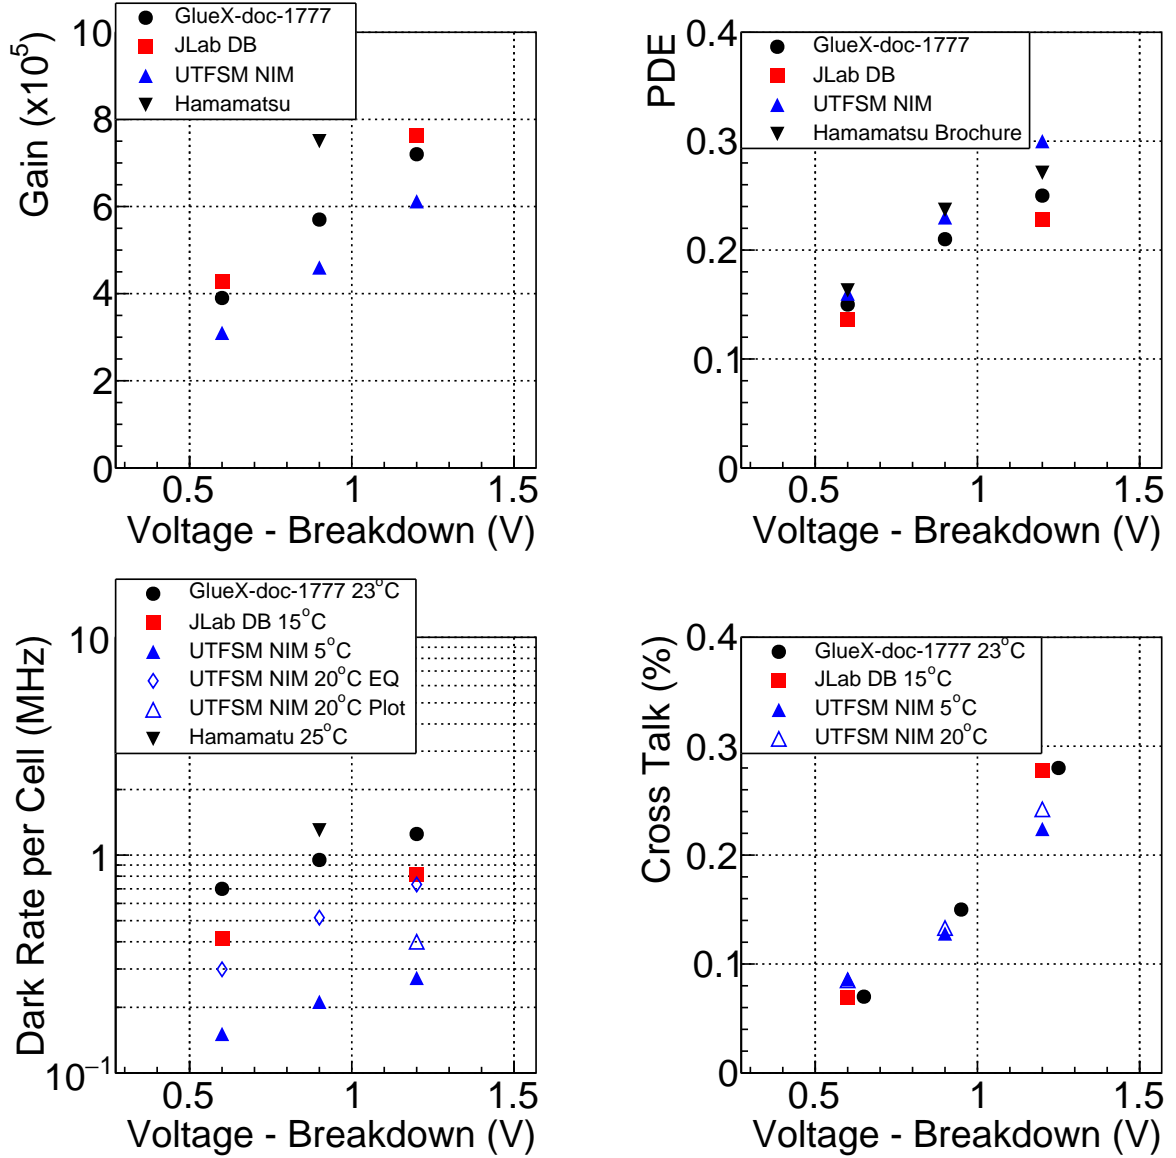 GlueX-doc-1777
JLab DB
UTFSM NIM
Hamamatsu
Gain (x10⁵)
10
8
6
4
2
0
0.5 1 1.5
Voltage - Breakdown (V)
GlueX-doc-1777
JLab DB
UTFSM NIM
Hamamatsu Brochure
PDE
0.4
0.3
0.2
0.1
0
0.5 1 1.5
Voltage - Breakdown (V)
GlueX-doc-1777 23°C
JLab DB 15°C
UTFSM NIM 5°C
UTFSM NIM 20°C EQ
UTFSM NIM 20°C Plot
Hamamatu 25°C
Dark Rate per Cell (MHz)
10
1
10⁻¹
0.5 1 1.5
Voltage - Breakdown (V)
GlueX-doc-1777 23°C
JLab DB 15°C
UTFSM NIM 5°C
UTFSM NIM 20°C
Cross Talk (%)
0.4
0.3
0.2
0.1
0
0.5 1 1.5
Voltage - Breakdown (V)